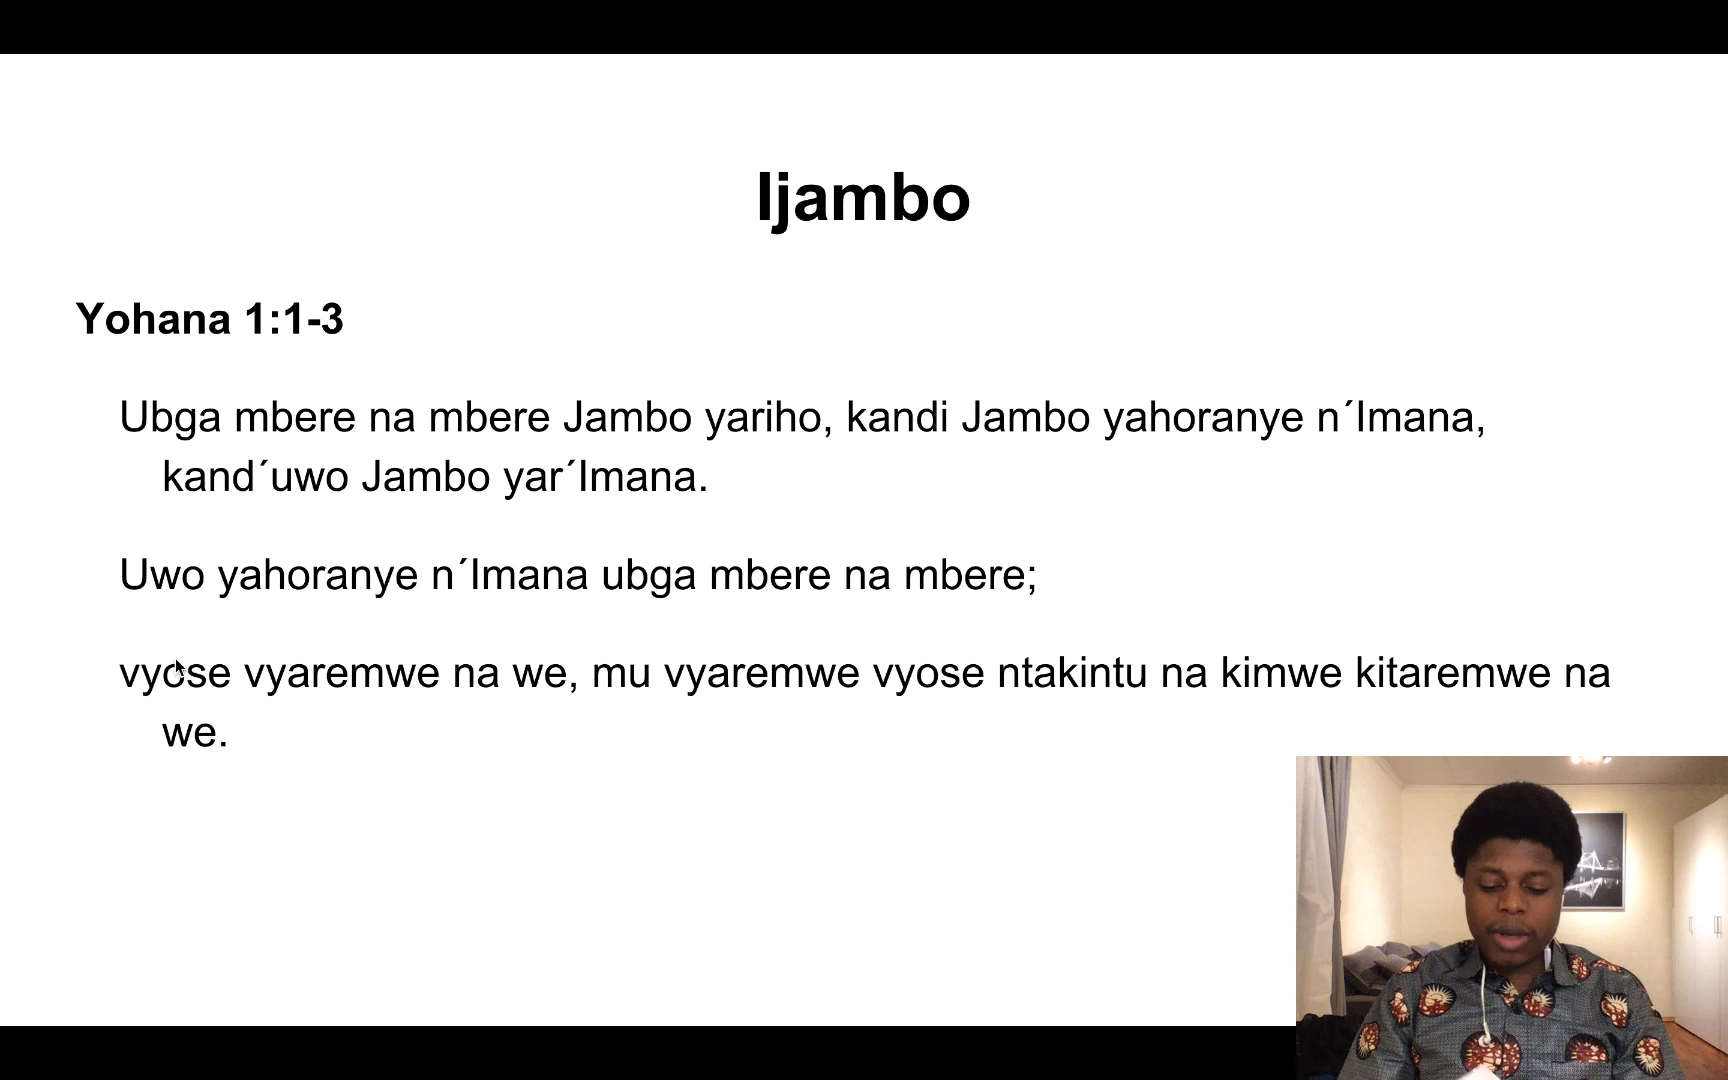 Ijambo
Yohana 1:1-3
Ubga mbere na mbere Jambo yariho, kandi Jambo yahoranye n´Imana,
kand´uwo Jambo yar´Imana.
Uwo yahoranye n´Imana ubga mbere na mbere;
vyose vyaremwe na we, mu vyaremwe vyose ntakintu na kimwe kitaremwe na
we.